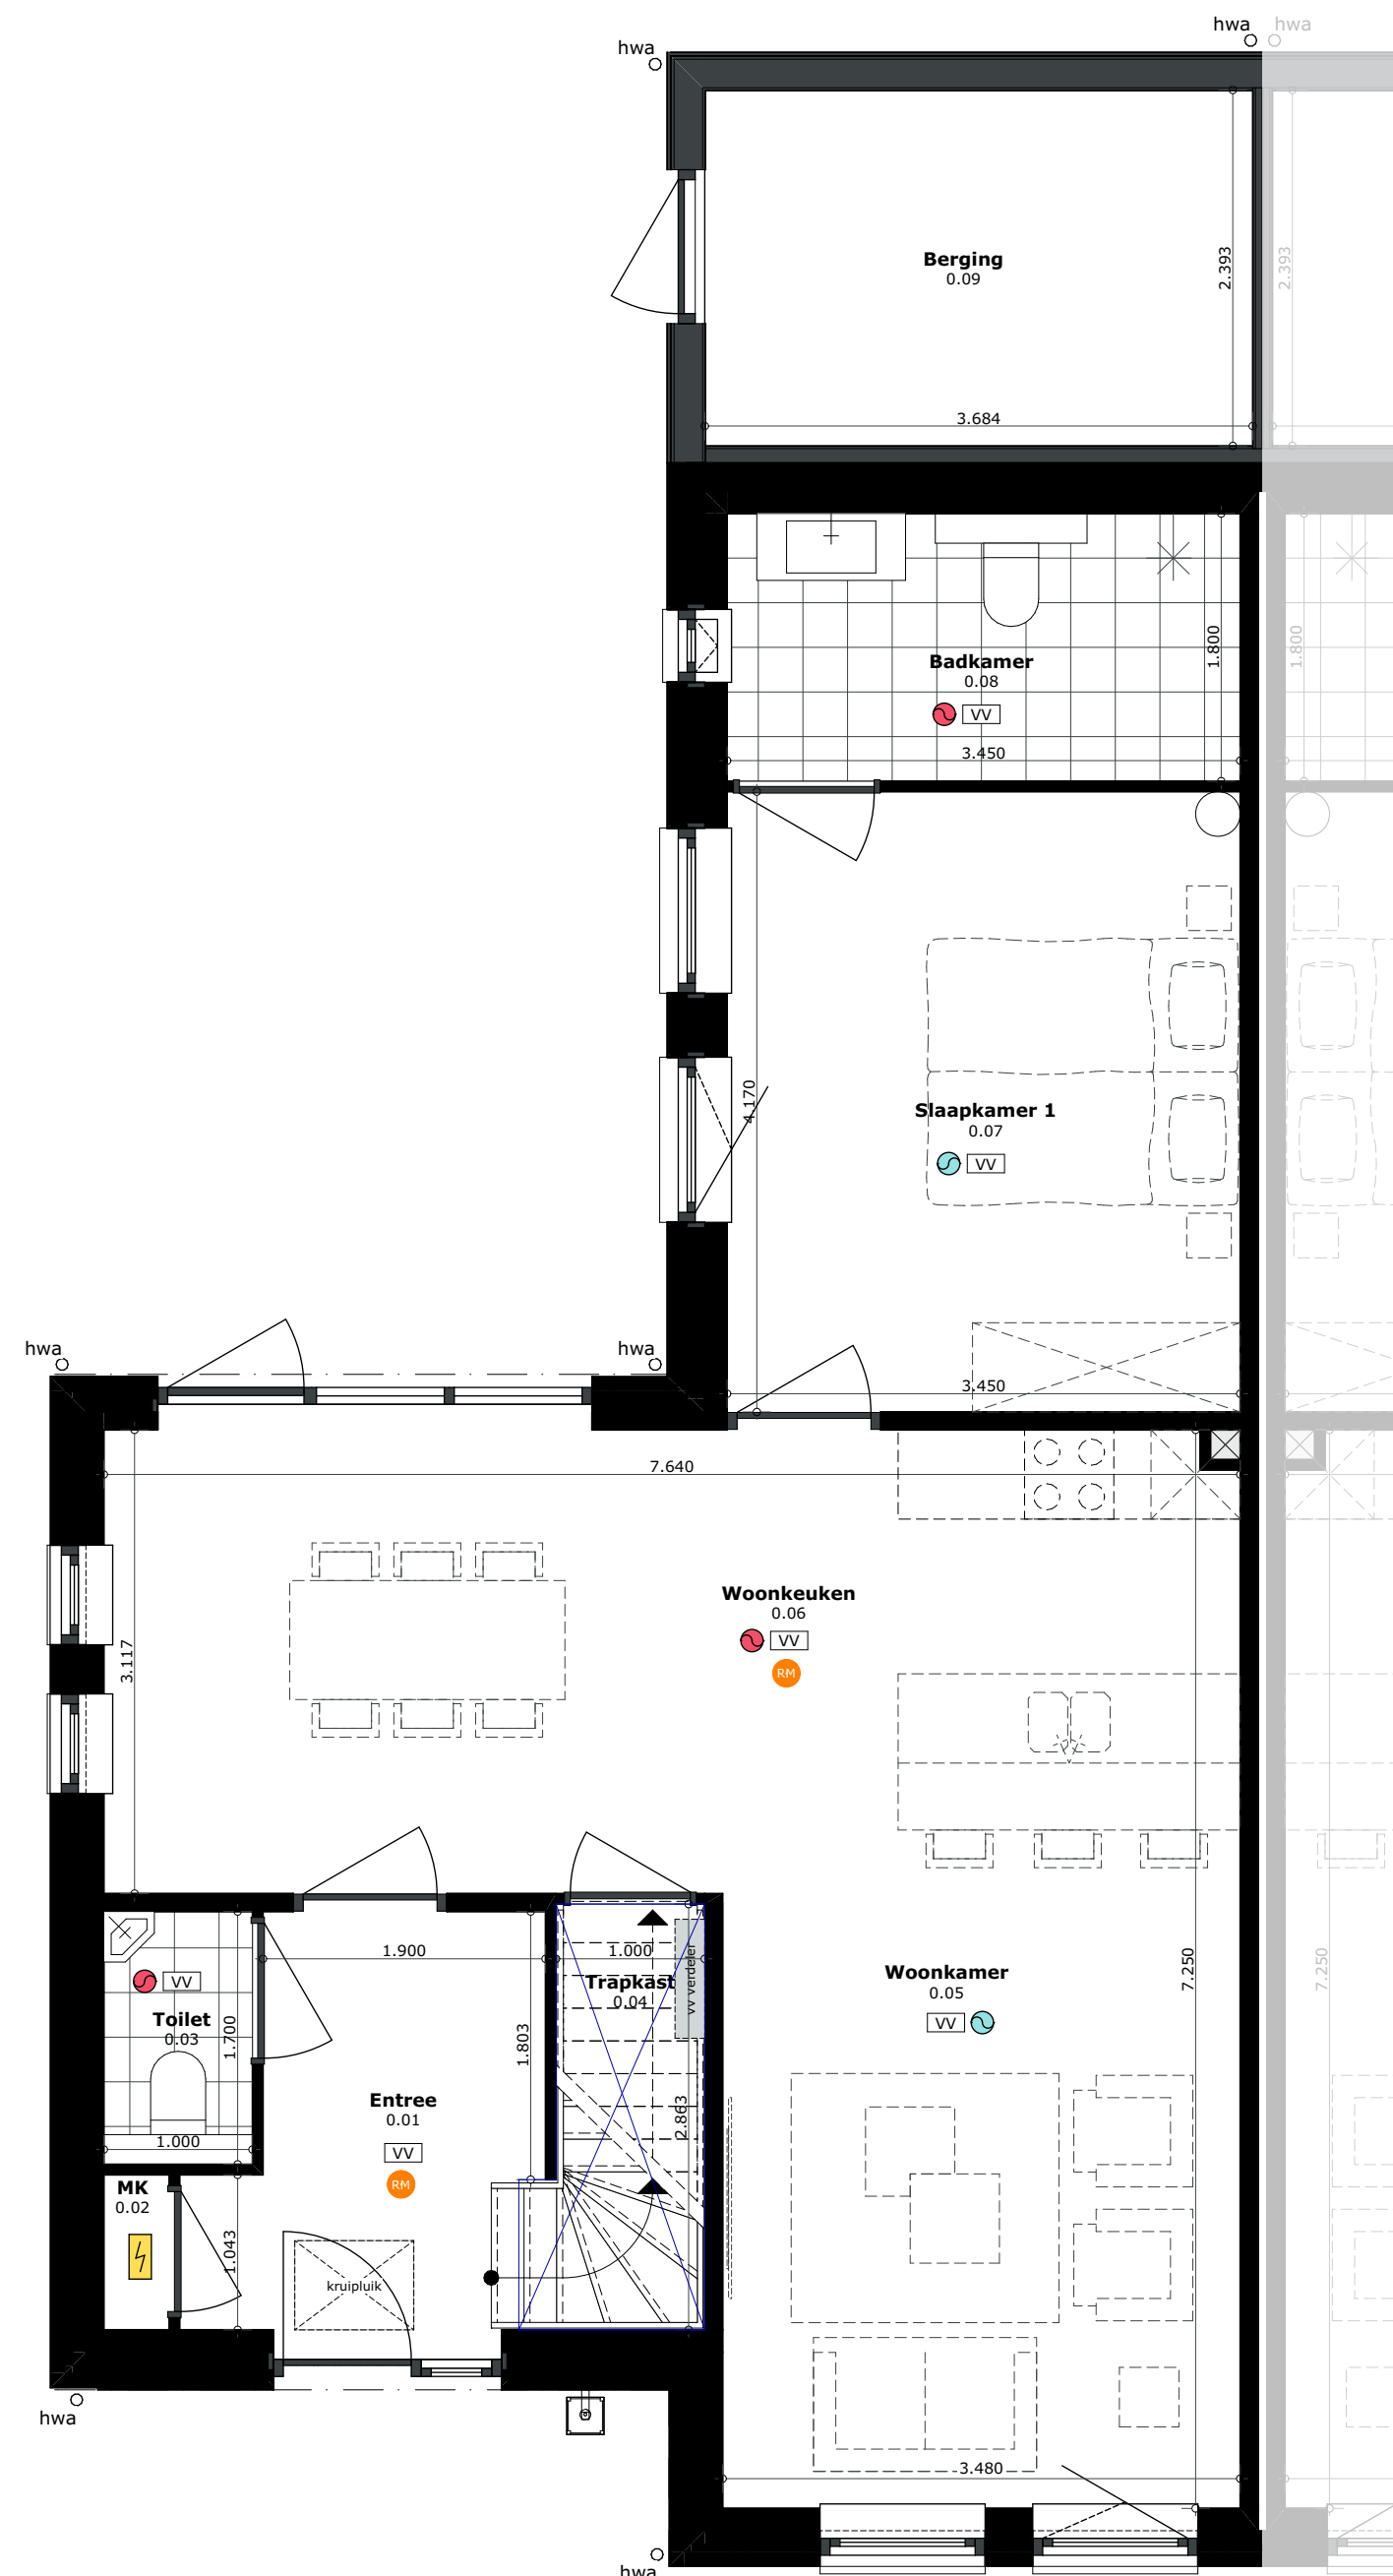 hwa
hwa
hwa
Berging
0.09
2.393
2.393
3.684
Badkamer
0.08
VV
1.800
1.800
3.450
4.170
Slaapkamer 1
0.07
VV
hwa
hwa
3.450
7.640
Woonkeuken
0.06
VV
RM
3.117
1.900
1.000
Trapkast
0.04
vv verdeler
VV
Toilet
0.03
1.700
1.803
Woonkamer
0.05
VV
7.250
7.250
Entree
0.01
VV
RM
2.863
1.000
MK
0.02
1.043
kruipluik
hwa
3.480
hwa